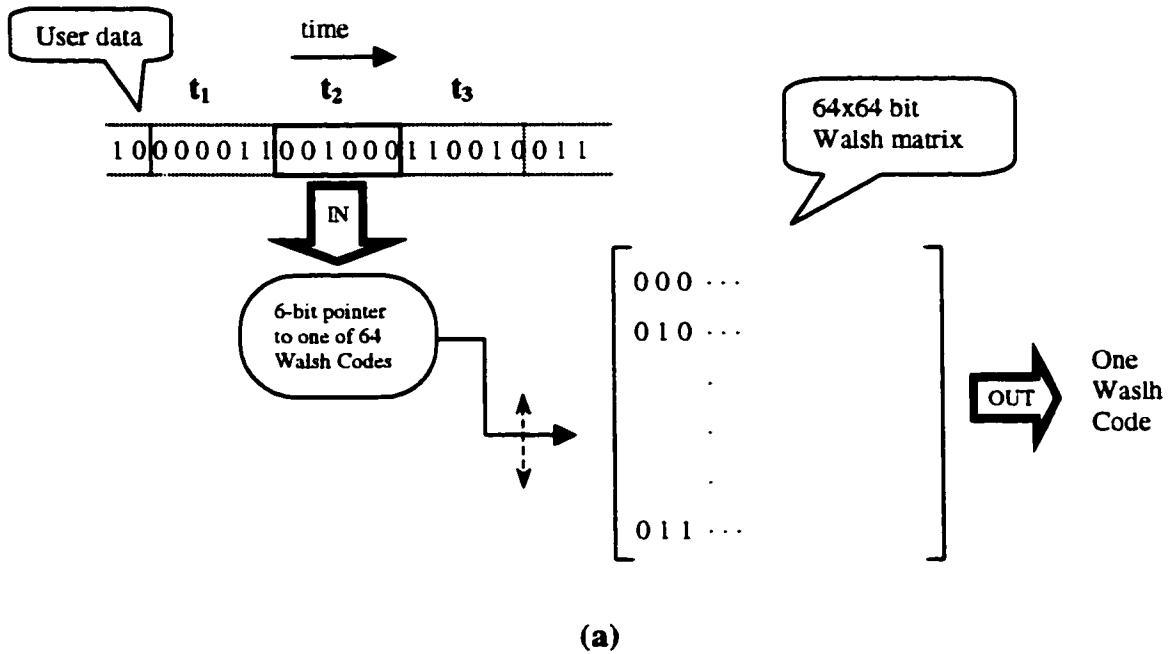 User data
time
t₁ t₂ t₃
1 0 0 0 0 0 1 1 0 0 1 0 0 0 1 1 0 0 1 0 0 1 1
IN
6-bit pointer
to one of 64
Walsh Codes
64x64 bit
Walsh matrix
0 0 0 ...
0 1 0 ...
.
.
.
0 1 1 ...
OUT
One
Waslh
Code
(a)